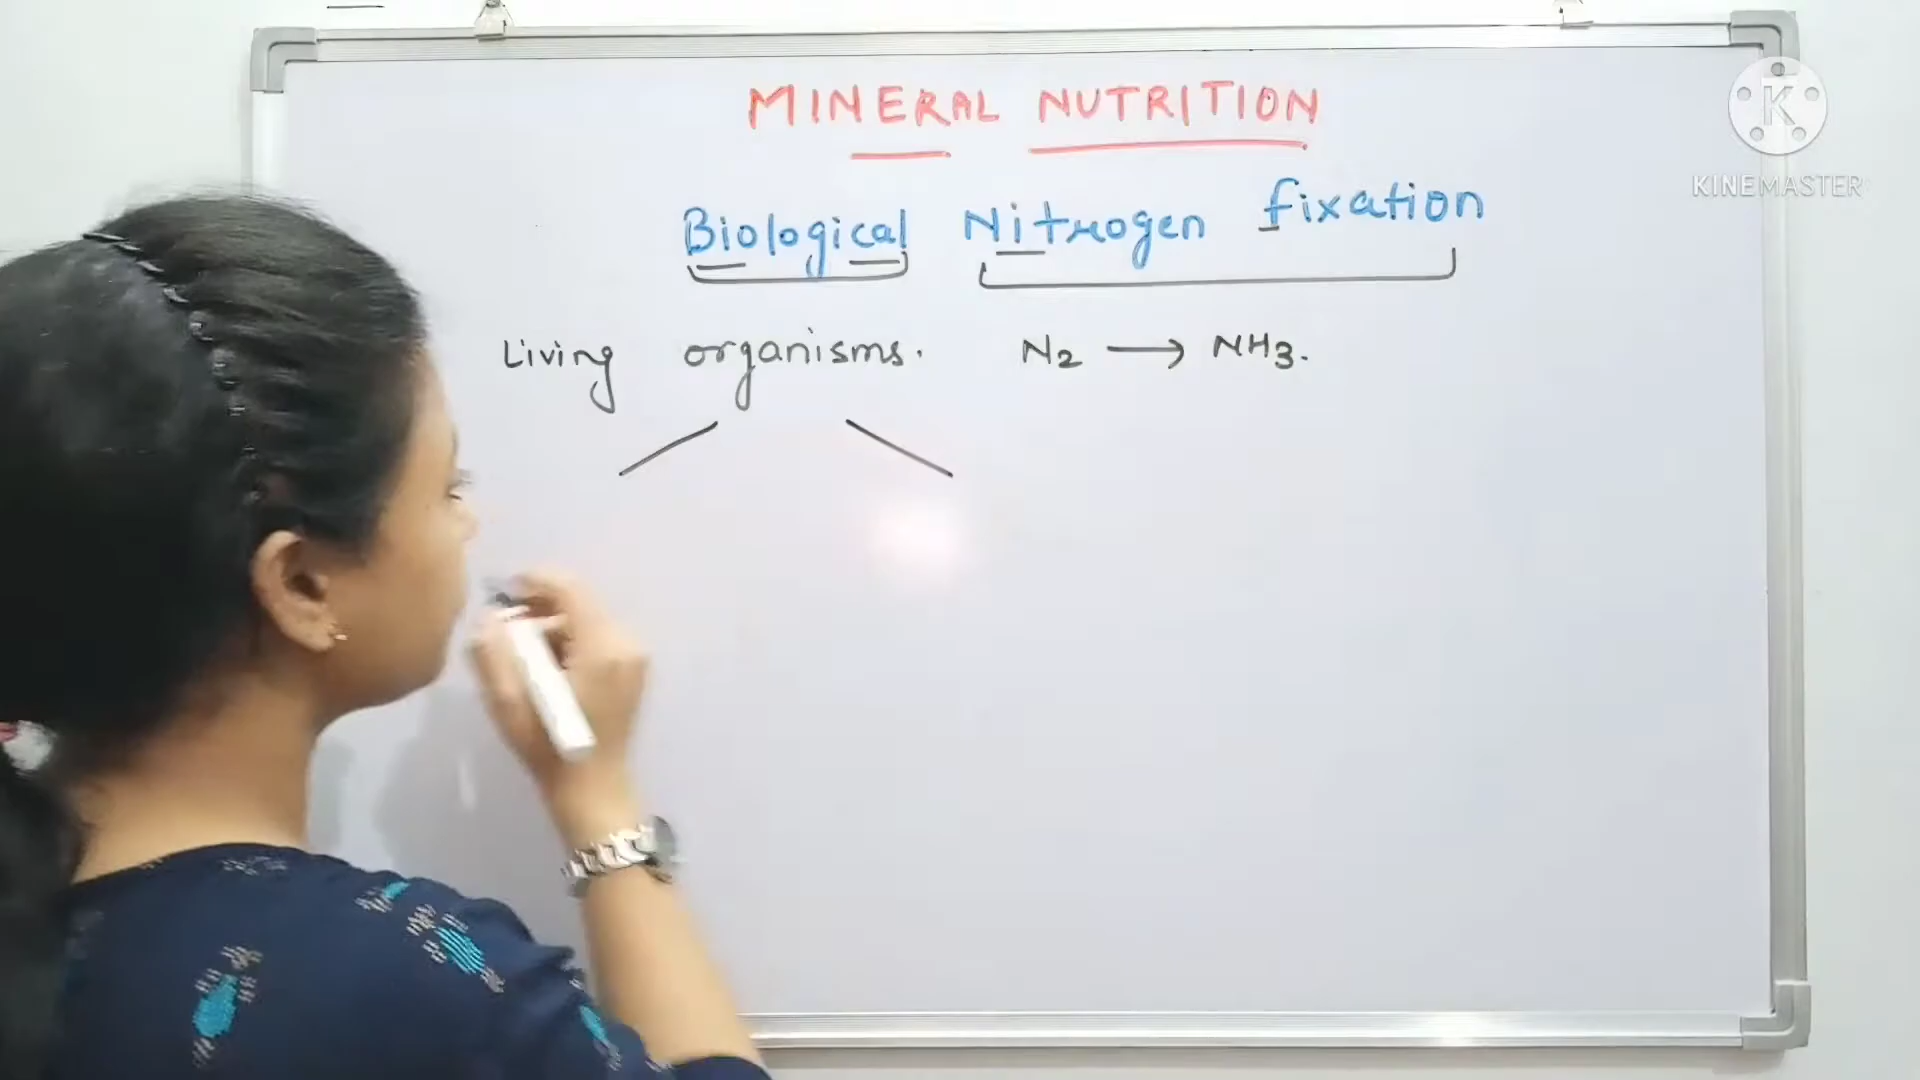 MINERAL NUTRITION
Biological Nitrogen fixation
Living organisms. N2 → NH3.
K
KINEMASTER